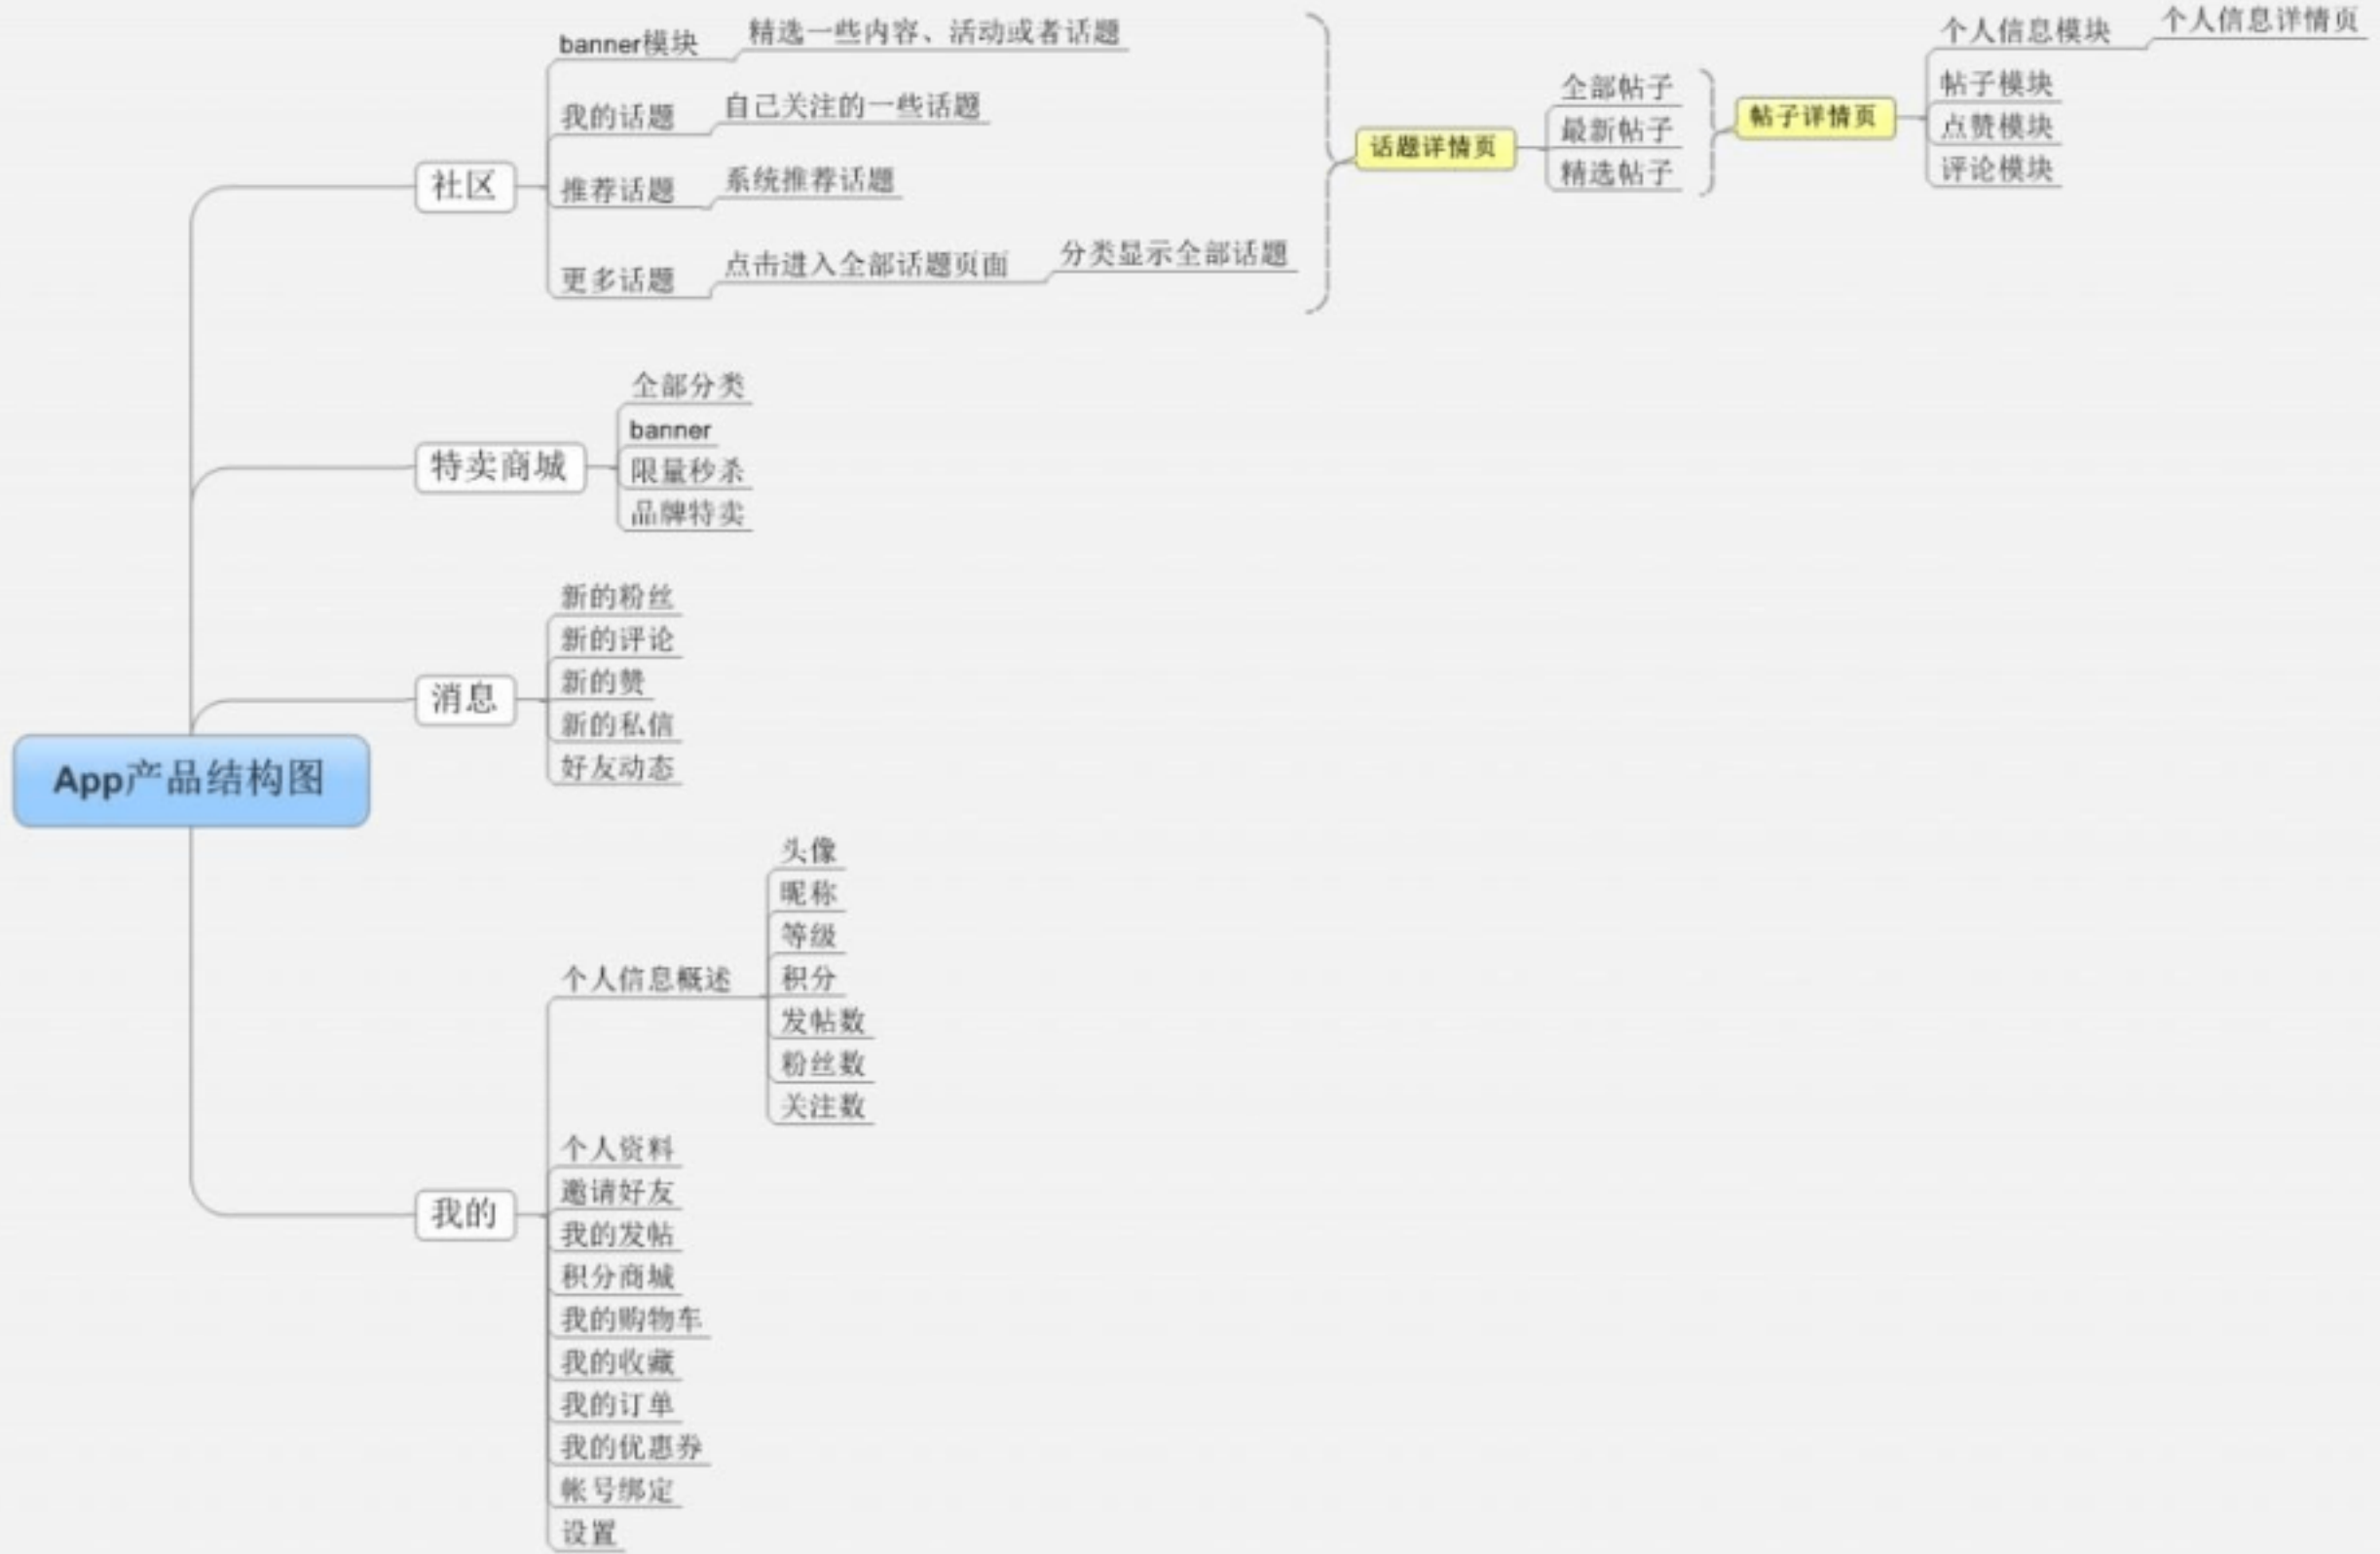 App产品结构图
社区
banner模块
精选一些内容、活动或者话题
我的话题
自己关注的一些话题
推荐话题
系统推荐话题
更多话题
点击进入全部话题页面
分类显示全部话题
话题详情页
全部帖子
最新帖子
精选帖子
帖子详情页
个人信息模块
个人信息详情页
帖子模块
点赞模块
评论模块
特卖商城
全部分类
banner
限量秒杀
品牌特卖
消息
新的粉丝
新的评论
新的赞
新的私信
好友动态
我的
个人信息概述
头像
昵称
等级
积分
发帖数
粉丝数
关注数
个人资料
邀请好友
我的发帖
积分商城
我的购物车
我的收藏
我的订单
我的优惠券
帐号绑定
设置